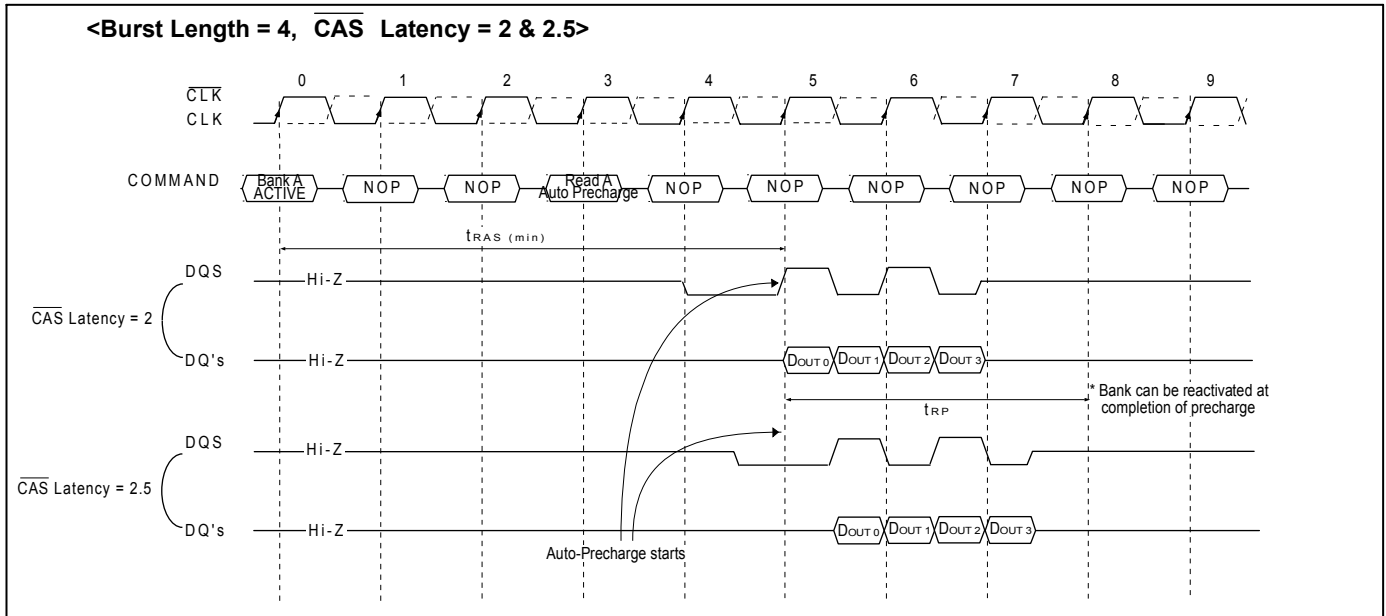 <Burst Length = 4, CAS Latency = 2 & 2.5>
0 1 2 3 4 5 6 7 8 9
CLK
CLK
COMMAND
Bank A
ACTIVE
NOP
NOP
Read A
Auto Precharge
NOP
NOP
NOP
NOP
NOP
NOP
tRAS (min)
DQS
Hi-Z
CAS Latency = 2
DQ's
Hi-Z
DOUT 0 DOUT 1 DOUT 2 DOUT 3
* Bank can be reactivated at
completion of precharge
tRP
DQS
Hi-Z
CAS Latency = 2.5
DQ's
Hi-Z
DOUT 0 DOUT 1 DOUT 2 DOUT 3
Auto-Precharge starts